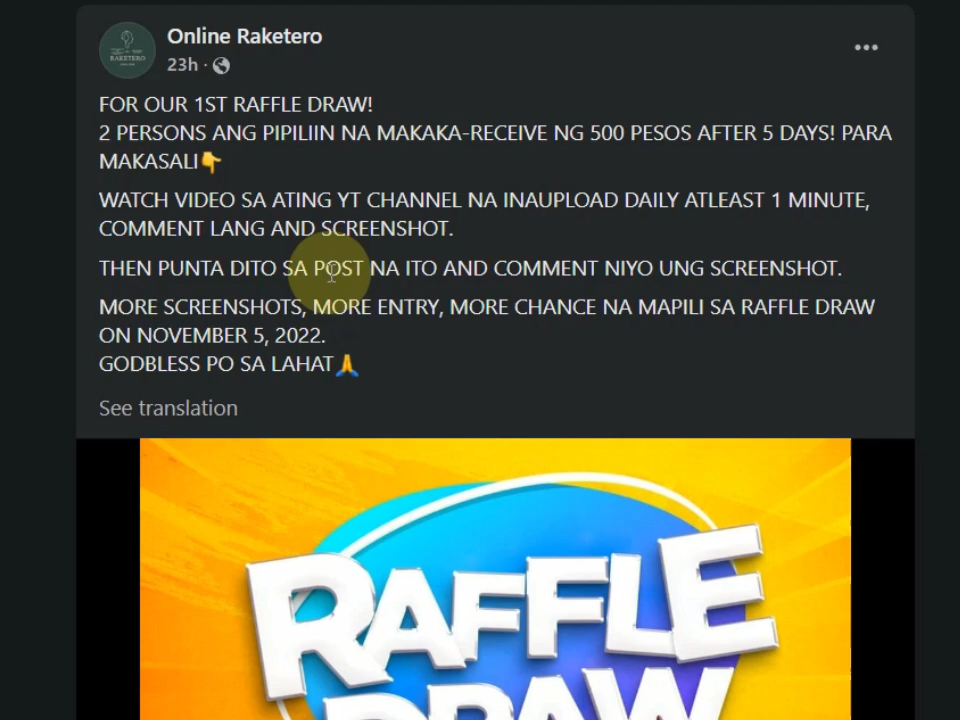 Online Raketero
23h ·
RAKETERO
FOR OUR 1ST RAFFLE DRAW!
2 PERSONS ANG PIPILIIN NA MAKAKA-RECEIVE NG 500 PESOS AFTER 5 DAYS! PARA
MAKASALI👇
WATCH VIDEO SA ATING YT CHANNEL NA INAUPLOAD DAILY ATLEAST 1 MINUTE,
COMMENT LANG AND SCREENSHOT.
THEN PUNTA DITO SA POST NA ITO AND COMMENT NIYO UNG SCREENSHOT.
MORE SCREENSHOTS, MORE ENTRY, MORE CHANCE NA MAPILI SA RAFFLE DRAW
ON NOVEMBER 5, 2022.
GODBLESS PO SA LAHAT🙏
See translation
RAFFLE
DRAW